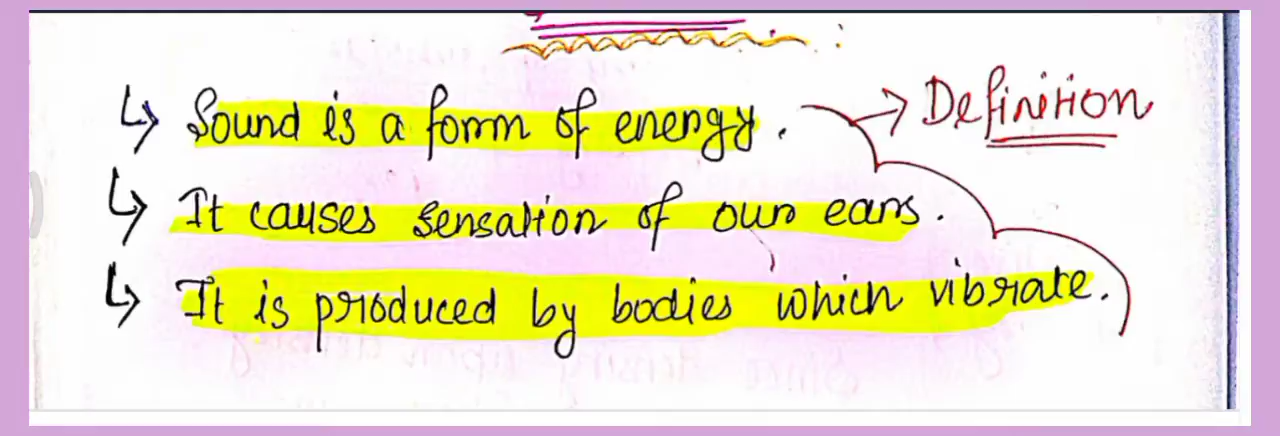 ↳ Sound is a form of energy. → Definition
↳ It causes sensation of our ears.
↳ It is produced by bodies which vibrate.